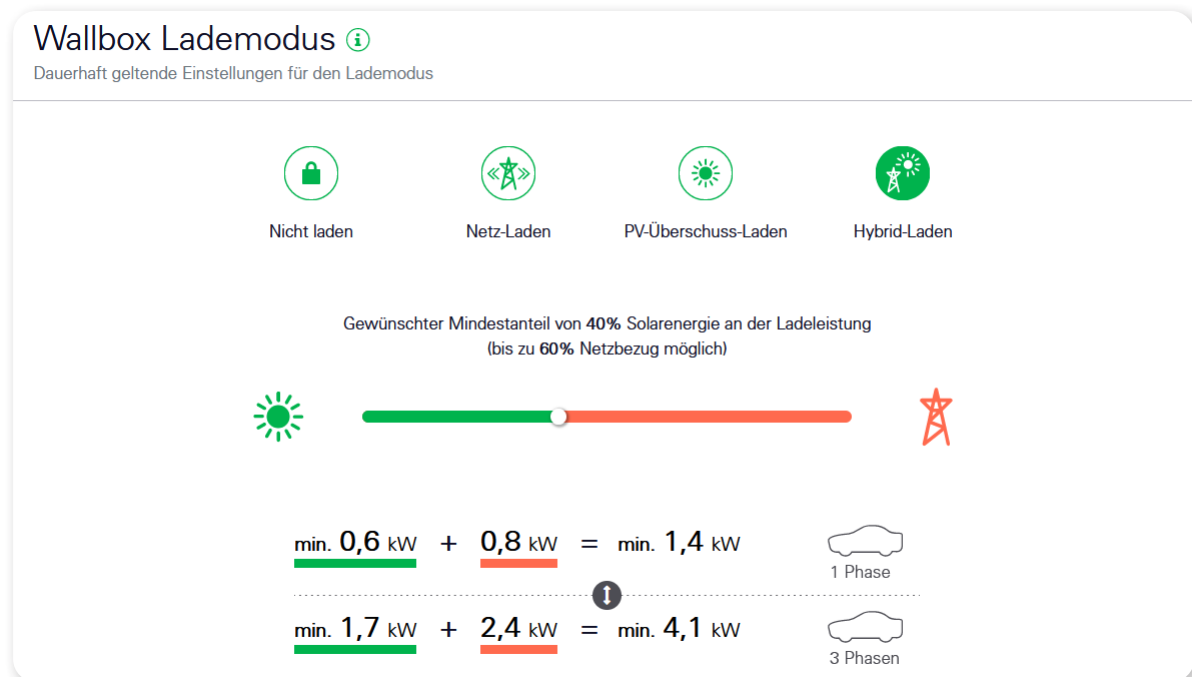 Wallbox Lademodus
Dauerhaft geltende Einstellungen für den Lademodus
Nicht laden
Netz-Laden
PV-Überschuss-Laden
Hybrid-Laden
Gewünschter Mindestanteil von 40% Solarenergie an der Ladeleistung
(bis zu 60% Netzbezug möglich)
min. 0,6 kW + 0,8 kW = min. 1,4 kW
1 Phase
min. 1,7 kW + 2,4 kW = min. 4,1 kW
3 Phasen